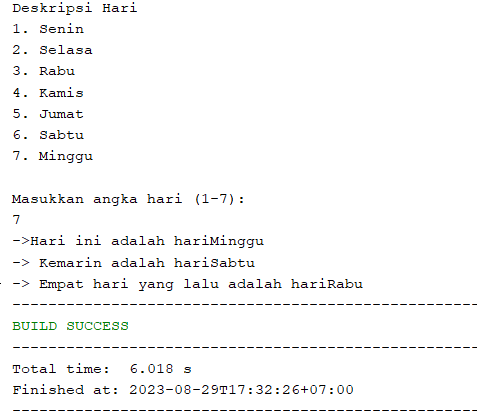 Deskripsi Hari
1. Senin
2. Selasa
3. Rabu
4. Kamis
5. Jumat
6. Sabtu
7. Minggu
Masukkan angka hari (1-7):
7
->Hari ini adalah hariMinggu
-> Kemarin adalah hariSabtu
-> Empat hari yang lalu adalah hariRabu
------------------------------------------------------
BUILD SUCCESS
------------------------------------------------------
Total time:  6.018 s
Finished at: 2023-08-29T17:32:26+07:00
------------------------------------------------------